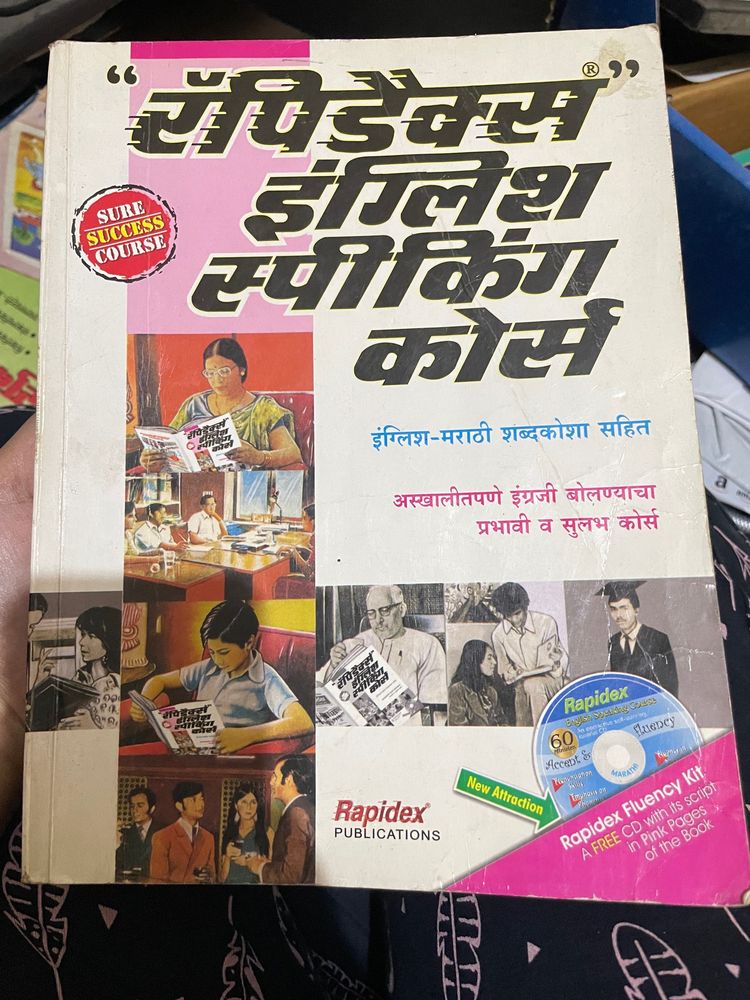 “रॅपिडैक्स®”
इंग्लिश
स्पीकिंग
कोर्स
SURE
SUCCESS
COURSE
इंग्लिश-मराठी शब्दकोशा सहित
अस्खालीतपणे इंग्रजी बोलण्याचा
प्रभावी व सुलभ कोर्स
रॅपिडैक्स
इंग्लिश
स्पीकिंग
कोर्स
रॅपिडैक्स
इंग्लिश
स्पीकिंग
कोर्स
रॅपिडैक्स
इंग्लिश
स्पीकिंग
कोर्स
Rapidex
English Speaking Course
60
Minutes
Accent &
Fluency
MARATHI
New Attraction
Rapidex Fluency Kit
A FREE CD with its script
in Pink Pages
of the Book
Rapidex®
PUBLICATIONS
a